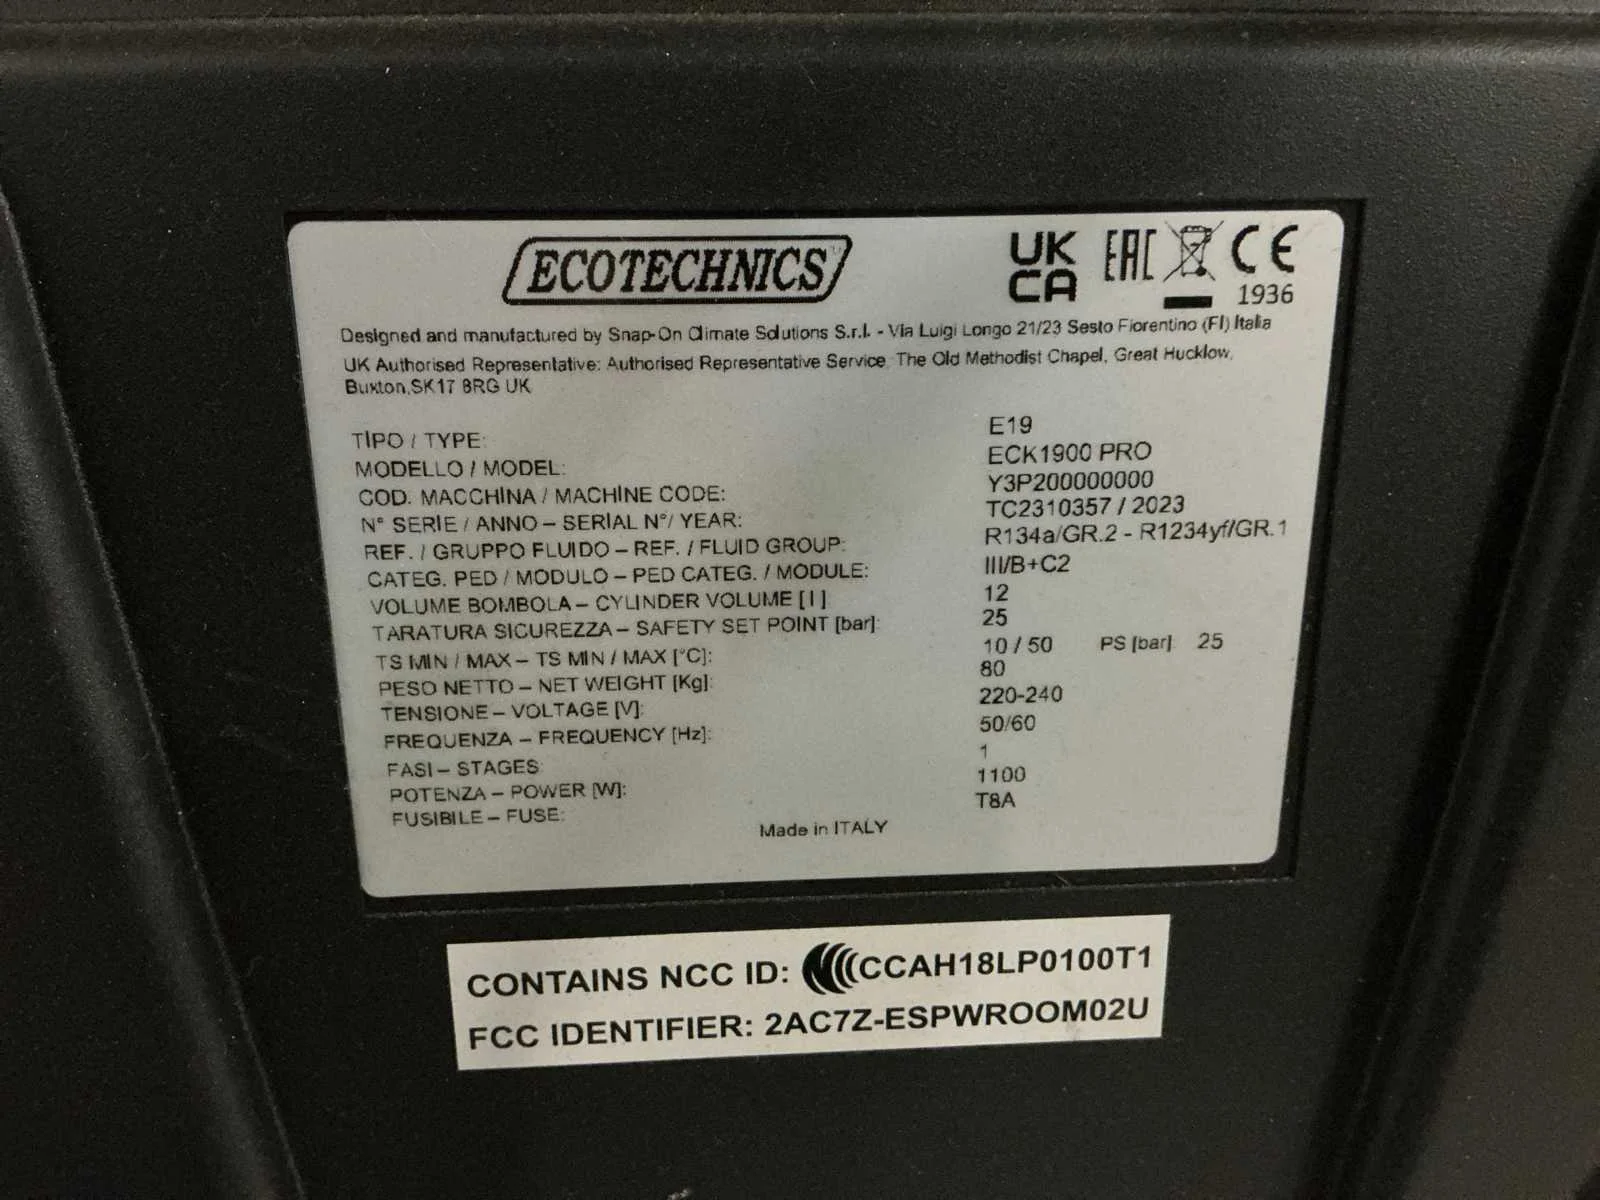 ECOTECHNICS
UK
CA
EAC
CE
1936
Designed and manufactured by Snap-On Climate Solutions S.r.l. - Via Luigi Longo 21/23 Sesto Fiorentino (FI) Italia
UK Authorised Representative: Authorised Representative Service, The Old Methodist Chapel, Great Hucklow,
Buxton,SK17 8RG UK
TIPO / TYPE: E19
MODELLO / MODEL: ECK1900 PRO
COD. MACCHINA / MACHINE CODE: Y3P200000000
N° SERIE / ANNO – SERIAL N°/ YEAR: TC2310357 / 2023
REF. / GRUPPO FLUIDO – REF. / FLUID GROUP: R134a/GR.2 - R1234yf/GR.1
CATEG. PED / MODULO – PED CATEG. / MODULE: III/B+C2
VOLUME BOMBOLA – CYLINDER VOLUME [l] 12
TARATURA SICUREZZA – SAFETY SET POINT [bar]: 25
TS MIN / MAX – TS MIN / MAX [°C]: 10 / 50 PS [bar] 25
PESO NETTO – NET WEIGHT [Kg]: 80
TENSIONE – VOLTAGE [V]: 220-240
FREQUENZA – FREQUENCY [Hz]: 50/60
FASI – STAGES 1
POTENZA – POWER [W]: 1100
FUSIBILE – FUSE: T8A
Made in ITALY
CONTAINS NCC ID: CCAH18LP0100T1
FCC IDENTIFIER: 2AC7Z-ESPWROOM02U